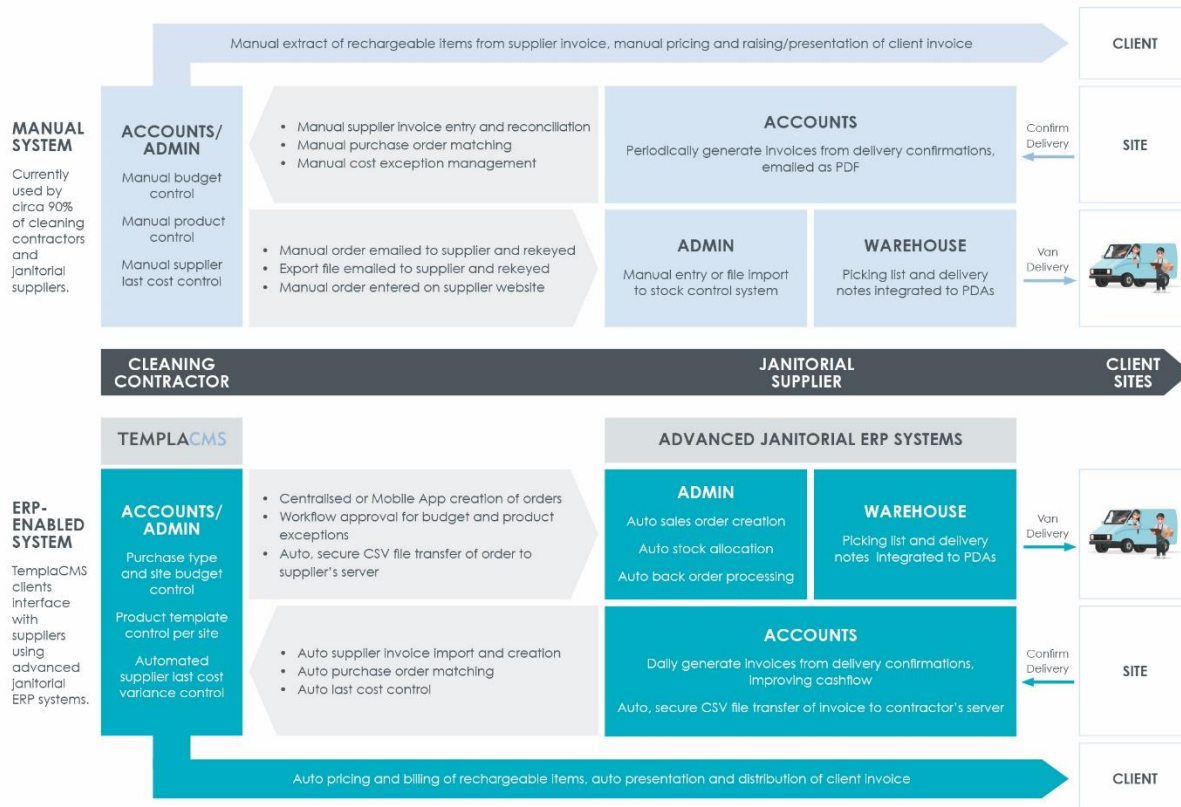 Manual extract of rechargeable items from supplier invoice, manual pricing and raising/presentation of client invoice
CLIENT
MANUAL
SYSTEM
Currently
used by
circa 90%
of cleaning
contractors
and
janitorial
suppliers.
ACCOUNTS/
ADMIN
Manual budget
control
Manual product
control
Manual supplier
last cost control
• Manual supplier invoice entry and reconciliation
• Manual purchase order matching
• Manual cost exception management
ACCOUNTS
Periodically generate invoices from delivery confirmations,
emailed as PDF
Confirm
Delivery
SITE
• Manual order emailed to supplier and rekeyed
• Export file emailed to supplier and rekeyed
• Manual order entered on supplier website
ADMIN
Manual entry or file import
to stock control system
WAREHOUSE
Picking list and delivery
notes integrated to PDAs
Van
Delivery
CLEANING
CONTRACTOR
JANITORIAL
SUPPLIER
CLIENT
SITES
TEMPLACMS
ADVANCED JANITORIAL ERP SYSTEMS
ERP-
ENABLED
SYSTEM
TemplaCMS
clients
interface
with
suppliers
using
advanced
janitorial
ERP systems.
ACCOUNTS/
ADMIN
Purchase type
and site budget
control
Product template
control per site
Automated
supplier last cost
variance control
• Centralised or Mobile App creation of orders
• Workflow approval for budget and product
exceptions
• Auto, secure CSV file transfer of order to
supplier's server
ADMIN
Auto sales order creation
Auto stock allocation
Auto back order processing
WAREHOUSE
Picking list and delivery
notes integrated to PDAs
Van
Delivery
• Auto supplier invoice import and creation
• Auto purchase order matching
• Auto last cost control
ACCOUNTS
Daily generate invoices from delivery confirmations,
improving cashflow
Auto, secure CSV file transfer of invoice to contractor's server
Confirm
Delivery
SITE
Auto pricing and billing of rechargeable items, auto presentation and distribution of client invoice
CLIENT